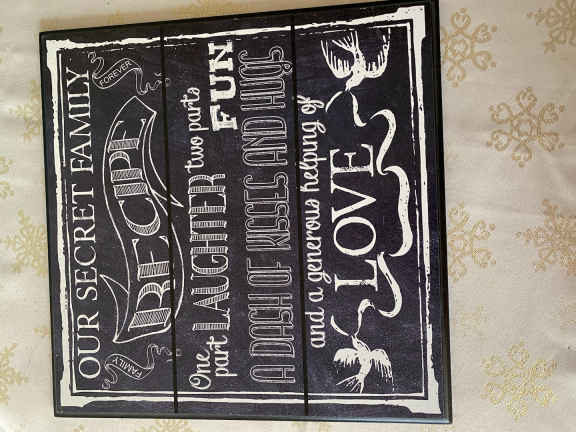 OUR SECRET FAMILY
FAMILY RECIPE FOREVER
One part LAUGHTER two parts FUN
A DASH OF KISSES AND HUGS
and a generous helping of
LOVE